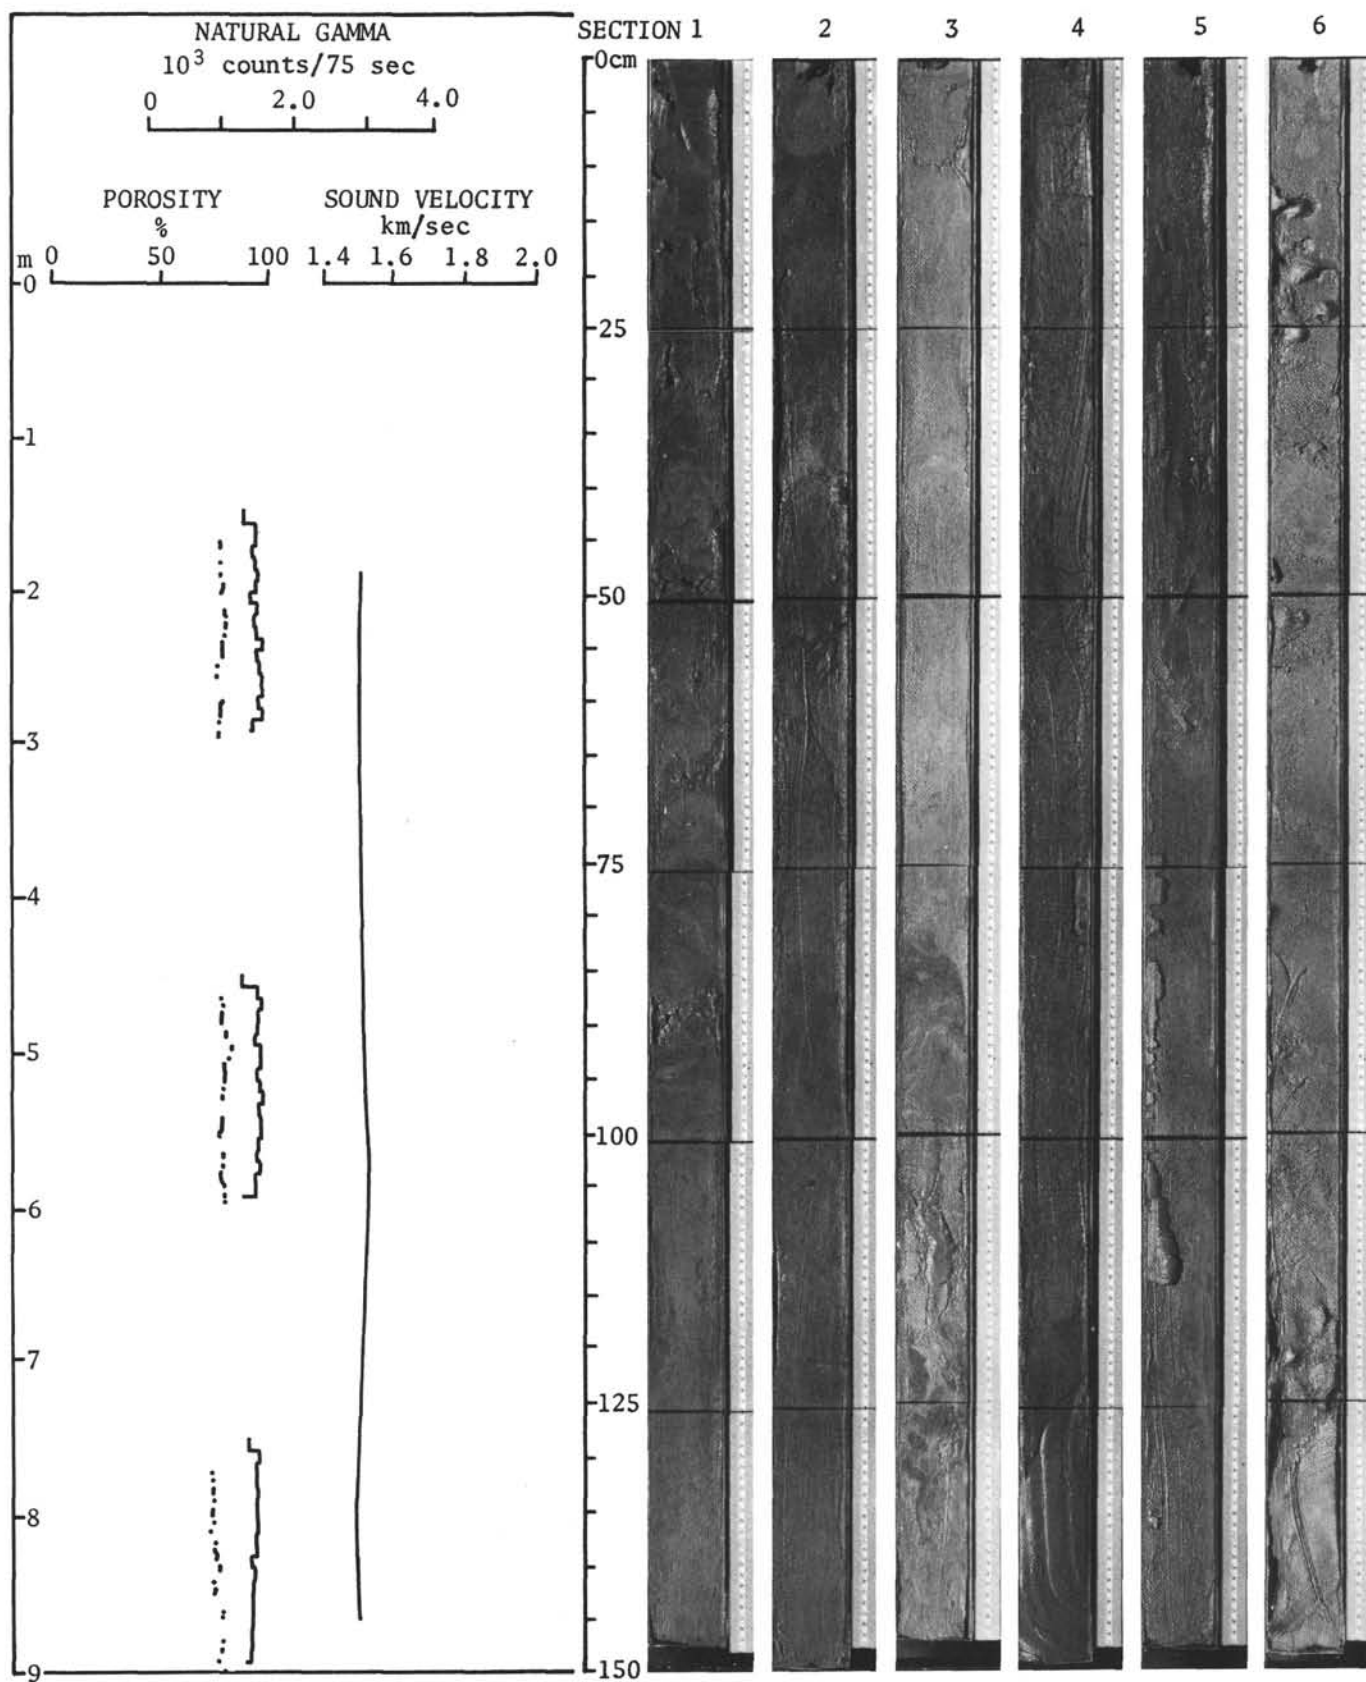 NATURAL GAMMA
10³ counts/75 sec
0 2.0 4.0
POROSITY
%
0 50 100
SOUND VELOCITY
km/sec
1.4 1.6 1.8 2.0
m
0
1
2
3
4
5
6
7
8
9
SECTION 1 2 3 4 5 6
0cm
25
50
75
100
125
150